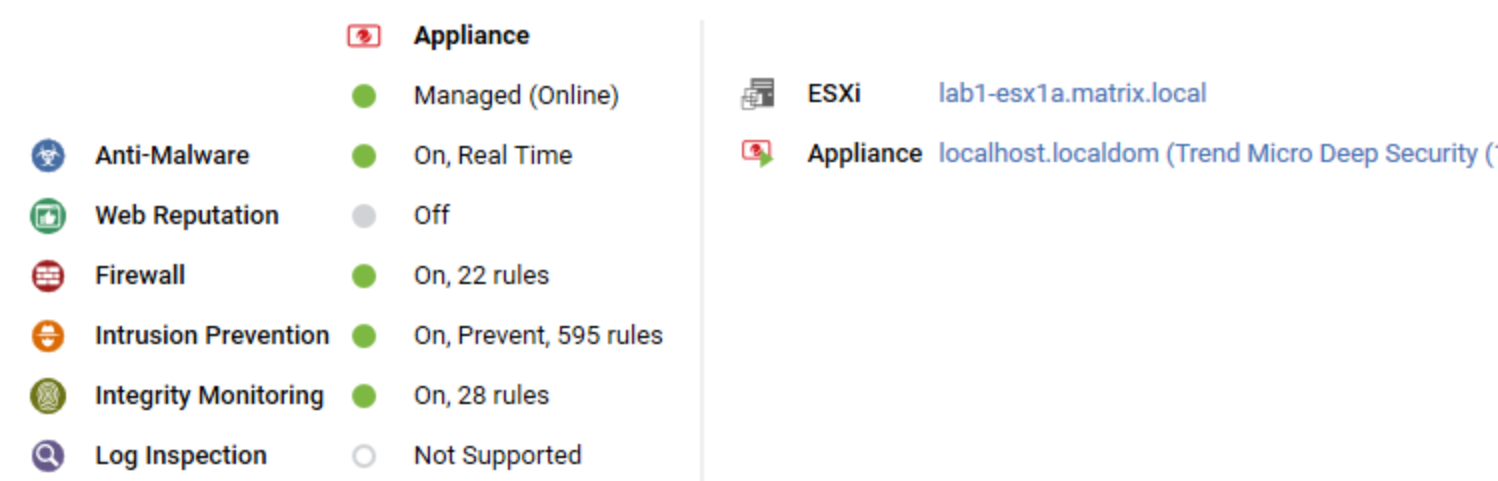 Appliance
Managed (Online)
Anti-Malware On, Real Time
Web Reputation Off
Firewall On, 22 rules
Intrusion Prevention On, Prevent, 595 rules
Integrity Monitoring On, 28 rules
Log Inspection Not Supported
ESXi lab1-esx1a.matrix.local
Appliance localhost.localdom (Trend Micro Deep Security (